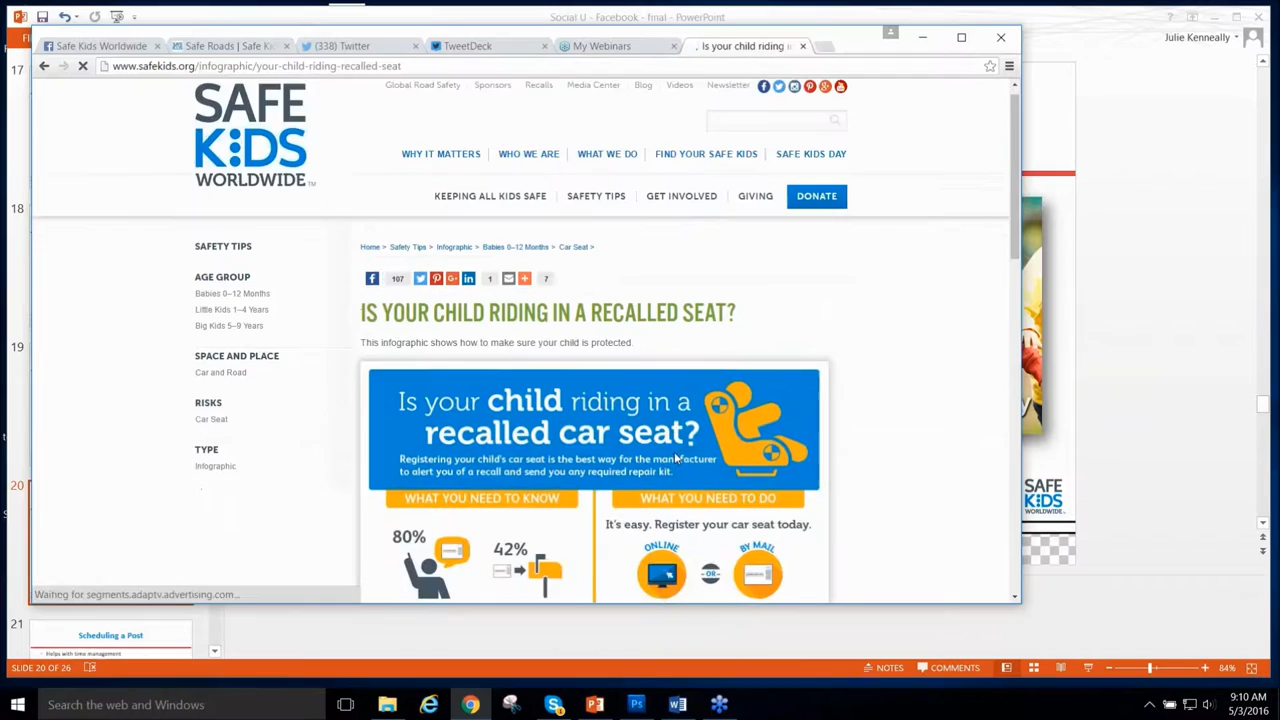 Social U - Facebook - fmal - PowerPoint
Julie Kenneally
Safe Kids Worldwide
Safe Roads | Safe Ki
(338) Twitter
TweetDeck
My Webinars
Is your child riding in
www.safekids.org/infographic/your-child-riding-recalled-seat
SAFE
KIDS
WORLDWIDE™
Global Road Safety Sponsors Recalls Media Center Blog Videos Newsletter
WHY IT MATTERS WHO WE ARE WHAT WE DO FIND YOUR SAFE KIDS SAFE KIDS DAY
KEEPING ALL KIDS SAFE SAFETY TIPS GET INVOLVED GIVING DONATE
SAFETY TIPS
AGE GROUP
Babies 0–12 Months
Little Kids 1–4 Years
Big Kids 5–9 Years
SPACE AND PLACE
Car and Road
RISKS
Car Seat
TYPE
Infographic
Home > Safety Tips > Infographic > Babies 0–12 Months > Car Seat >
107 1 7
IS YOUR CHILD RIDING IN A RECALLED SEAT?
This infographic shows how to make sure your child is protected.
Is your child riding in a
recalled car seat?
Registering your child's car seat is the best way for the manufacturer
to alert you of a recall and send you any required repair kit.
WHAT YOU NEED TO KNOW
80%
42%
WHAT YOU NEED TO DO
It's easy. Register your car seat today.
ONLINE
-OR-
BY MAIL
Waiting for segments.adaptv.advertising.com...
17
18
19
20
21
Scheduling a Post
Helps with time management
SAFE
KIDS
WORLDWIDE
SLIDE 20 OF 26
NOTES
COMMENTS
84%
Search the web and Windows
9:10 AM
5/3/2016